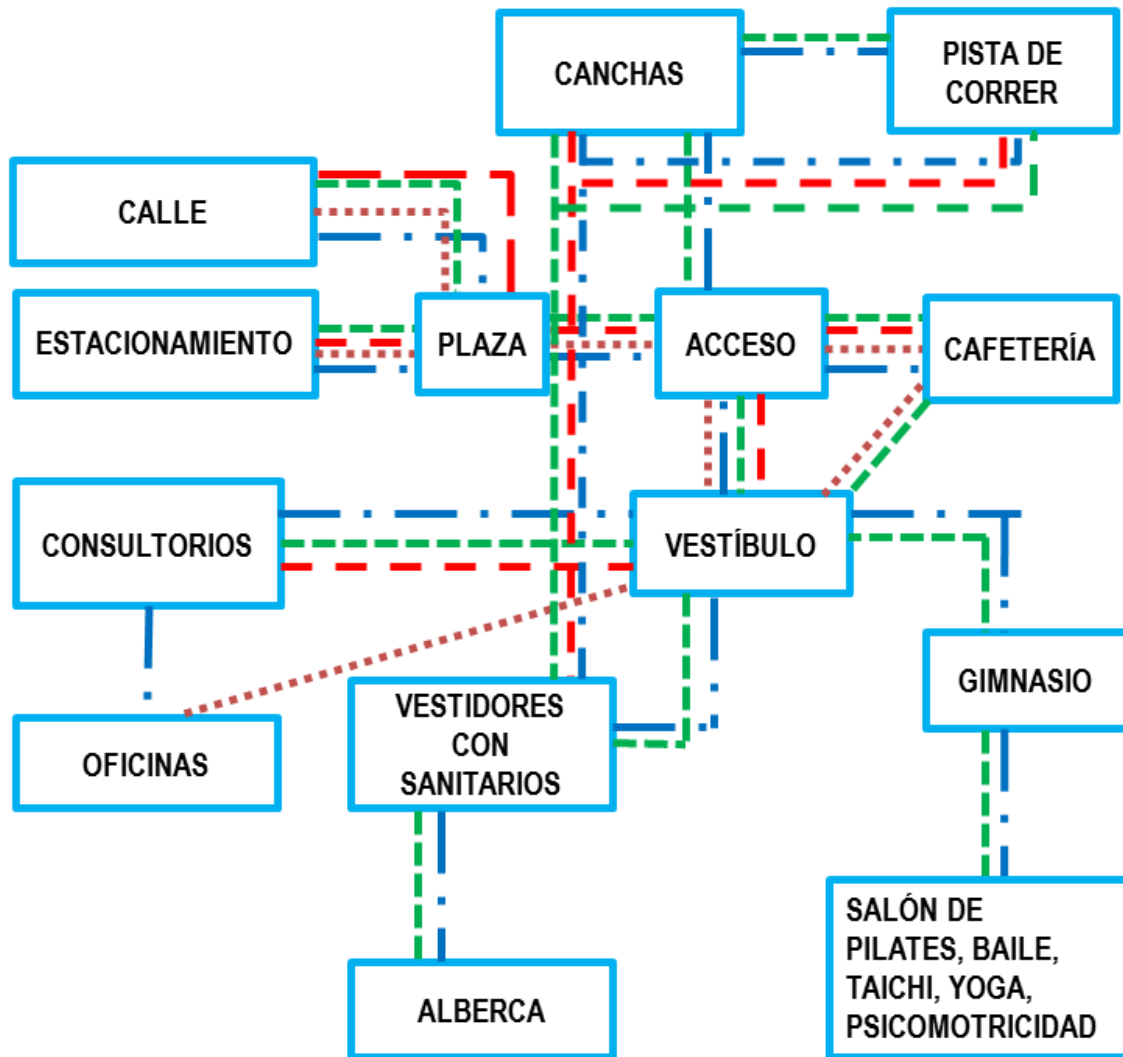 CANCHAS
PISTA DE
CORRER
CALLE
ESTACIONAMIENTO
PLAZA
ACCESO
CAFETERÍA
CONSULTORIOS
VESTÍBULO
GIMNASIO
OFICINAS
VESTIDORES
CON
SANITARIOS
SALÓN DE
PILATES, BAILE,
TAICHI, YOGA,
PSICOMOTRICIDAD
ALBERCA